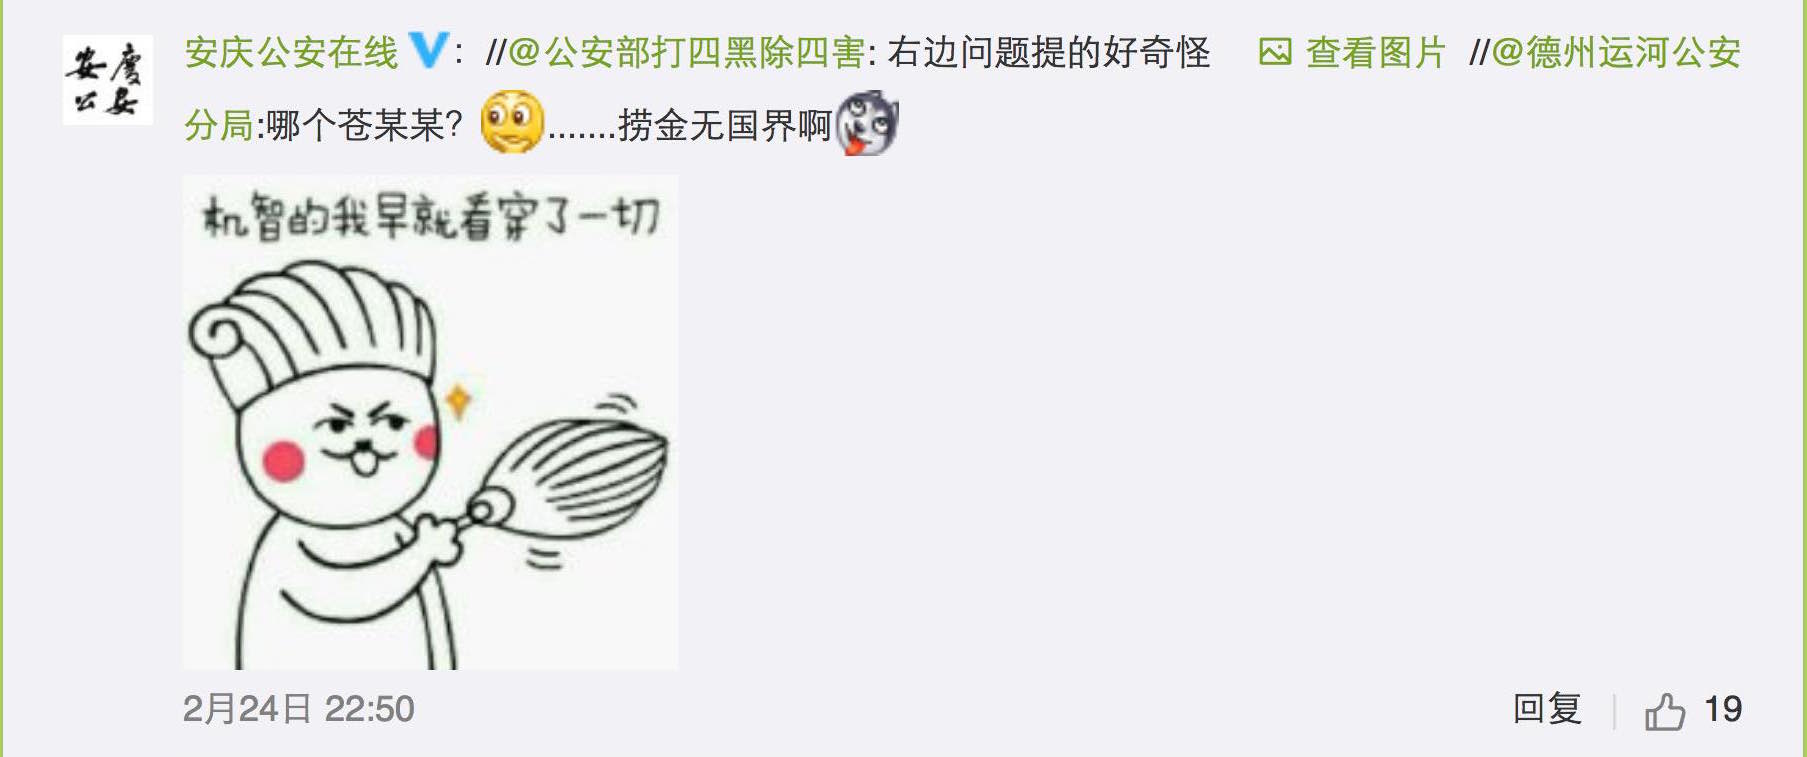 安庆公安
安庆公安在线V： //@公安部打四黑除四害: 右边问题提的好奇怪 查看图片 //@德州运河公安
分局:哪个苍某某？.......捞金无国界啊
机智的我早就看穿了一切
2月24日 22:50
回复 19